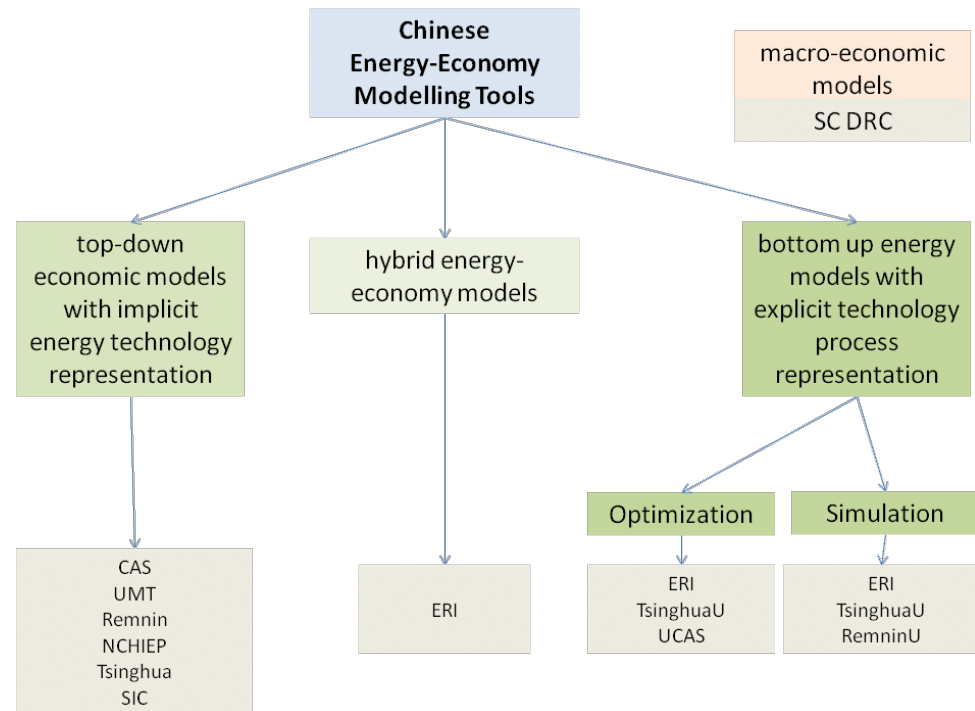 Chinese
Energy-Economy
Modelling Tools
macro-economic
models
SC DRC
top-down
economic models
with implicit
energy technology
representation
hybrid energy-
economy models
bottom up energy
models with
explicit technology
process
representation
Optimization
Simulation
CAS
UMT
Remnin
NCHIEP
Tsinghua
SIC
ERI
ERI
TsinghuaU
UCAS
ERI
TsinghuaU
RemninU